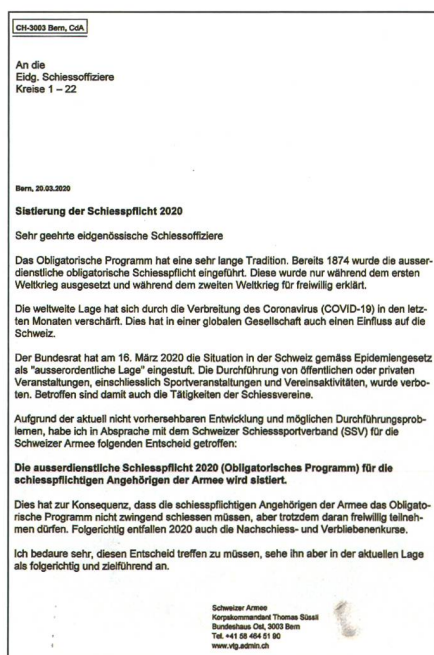 CH-3003 Bern, CdA
An die
Eidg. Schiessoffiziere
Kreise 1 – 22
Bern, 20.03.2020
Sistierung der Schiesspflicht 2020
Sehr geehrte eidgenössische Schiessoffiziere
Das Obligatorische Programm hat eine sehr lange Tradition. Bereits 1874 wurde die ausser-
dienstliche obligatorische Schiesspflicht eingeführt. Diese wurde nur während dem ersten
Weltkrieg ausgesetzt und während dem zweiten Weltkrieg für freiwillig erklärt.
Die weltweite Lage hat sich durch die Verbreitung des Coronavirus (COVID-19) in den letz-
ten Monaten verschärft. Dies hat in einer globalen Gesellschaft auch einen Einfluss auf die
Schweiz.
Der Bundesrat hat am 16. März 2020 die Situation in der Schweiz gemäss Epidemiengesetz
als "ausserordentliche Lage" eingestuft. Die Durchführung von öffentlichen oder privaten
Veranstaltungen, einschliesslich Sportveranstaltungen und Vereinsaktivitäten, wurde verbo-
ten. Betroffen sind damit auch die Tätigkeiten der Schiessvereine.
Aufgrund der aktuell nicht vorhersehbaren Entwicklung und möglichen Durchführungsprob-
lemen, habe ich in Absprache mit dem Schweizer Schiesssportverband (SSV) für die
Schweizer Armee folgenden Entscheid getroffen:
Die ausserdienstliche Schiesspflicht 2020 (Obligatorisches Programm) für die
schiesspflichtigen Angehörigen der Armee wird sistiert.
Dies hat zur Konsequenz, dass die schiesspflichtigen Angehörigen der Armee das Obligato-
rische Programm nicht zwingend schiessen müssen, aber trotzdem daran freiwillig teilneh-
men dürfen. Folgerichtig entfallen 2020 auch die Nachschiess- und Verbliebenenkurse.
Ich bedaure sehr, diesen Entscheid treffen zu müssen, sehe ihn aber in der aktuellen Lage
als folgerichtig und zielführend an.
Schweizer Armee
Korpskommandant Thomas Süssli
Bundeshaus Ost, 3003 Bern
Tel. +41 58 464 51 90
www.vtg.admin.ch